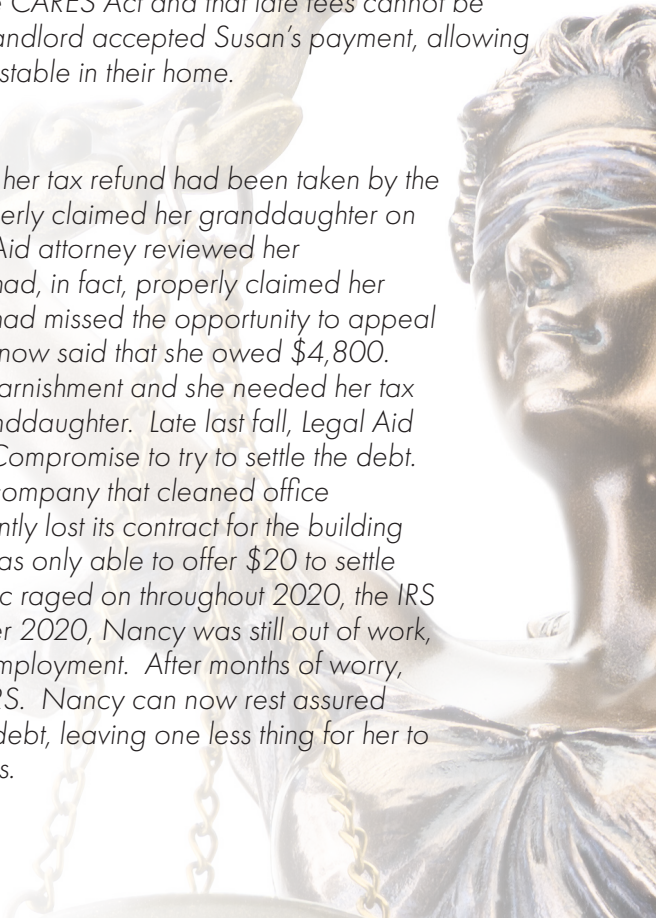 CARES Act and that late fees cannot be
andlord accepted Susan's payment, allowing
stable in their home.
her tax refund had been taken by the
erly claimed her granddaughter on
Aid attorney reviewed her
had, in fact, properly claimed her
had missed the opportunity to appeal
now said that she owed $4,800.
arnishment and she needed her tax
nddaughter.  Late last fall, Legal Aid
Compromise to try to settle the debt.
company that cleaned office
ntly lost its contract for the building
as only able to offer $20 to settle
c raged on throughout 2020, the IRS
er 2020, Nancy was still out of work,
mployment.  After months of worry,
RS.  Nancy can now rest assured
debt, leaving one less thing for her to
s.